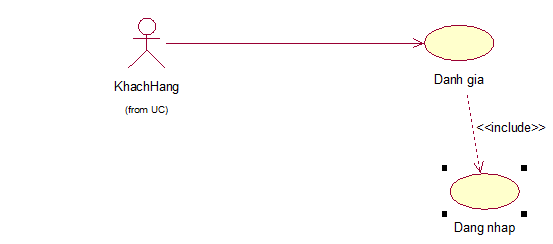 KhachHang
(from UC)
Danh gia
<<include>>
Dang nhap